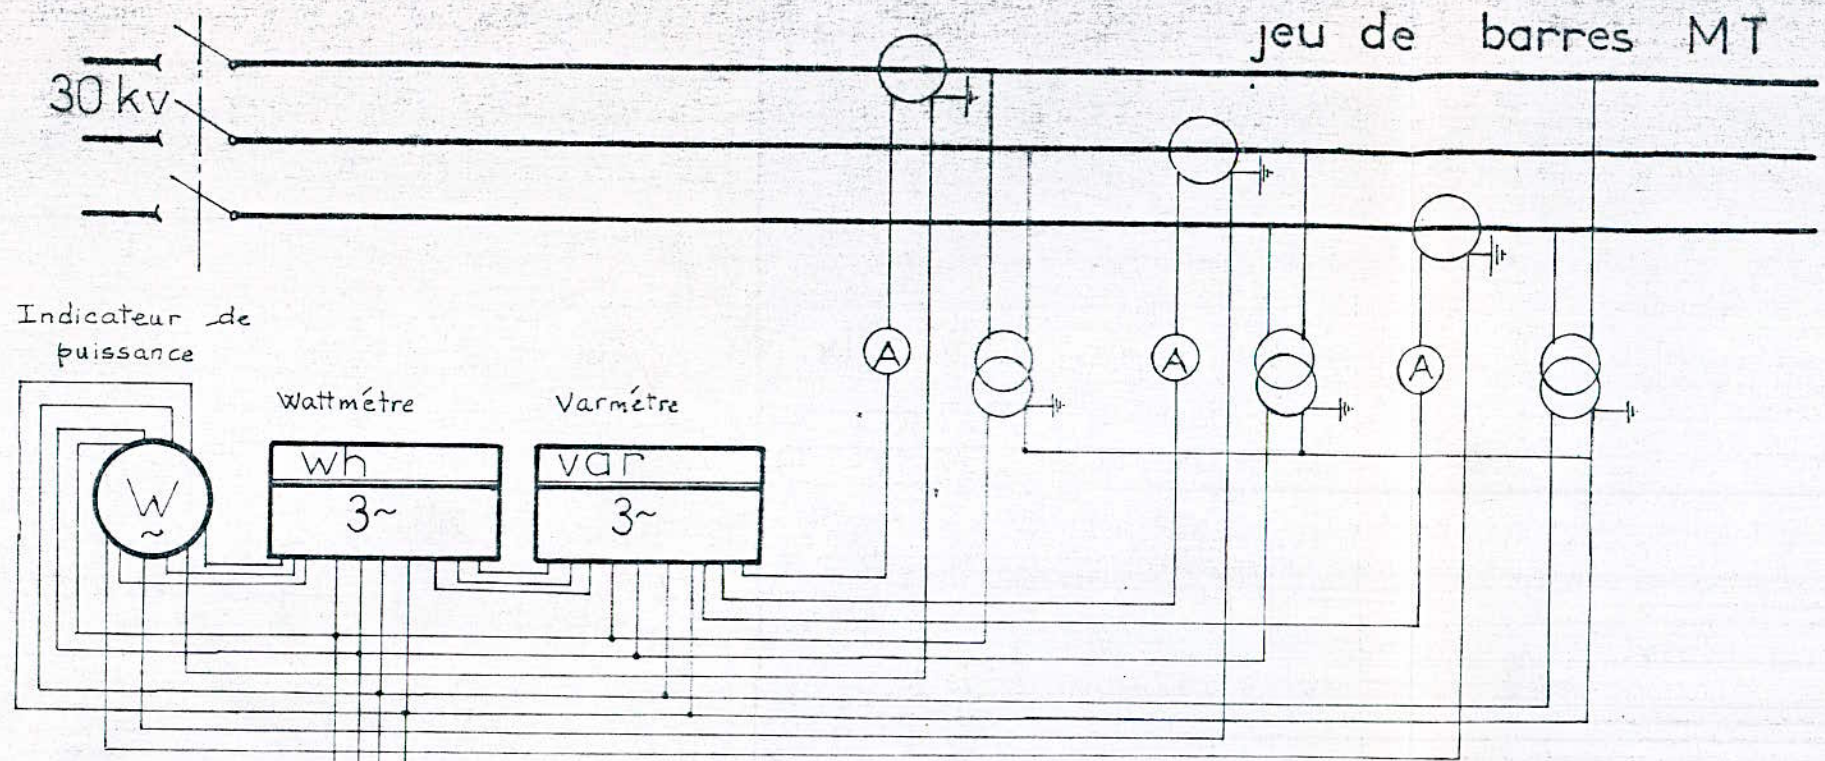 jeu de barres MT
30 kv
Indicateur de
puissance
Wattmétre
Varmétre
A
A
A
W
~
wh
3~
var
3~